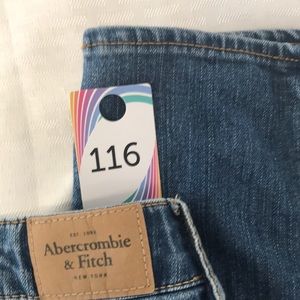 116
EST. 1892
Abercrombie
& Fitch
NEW YORK